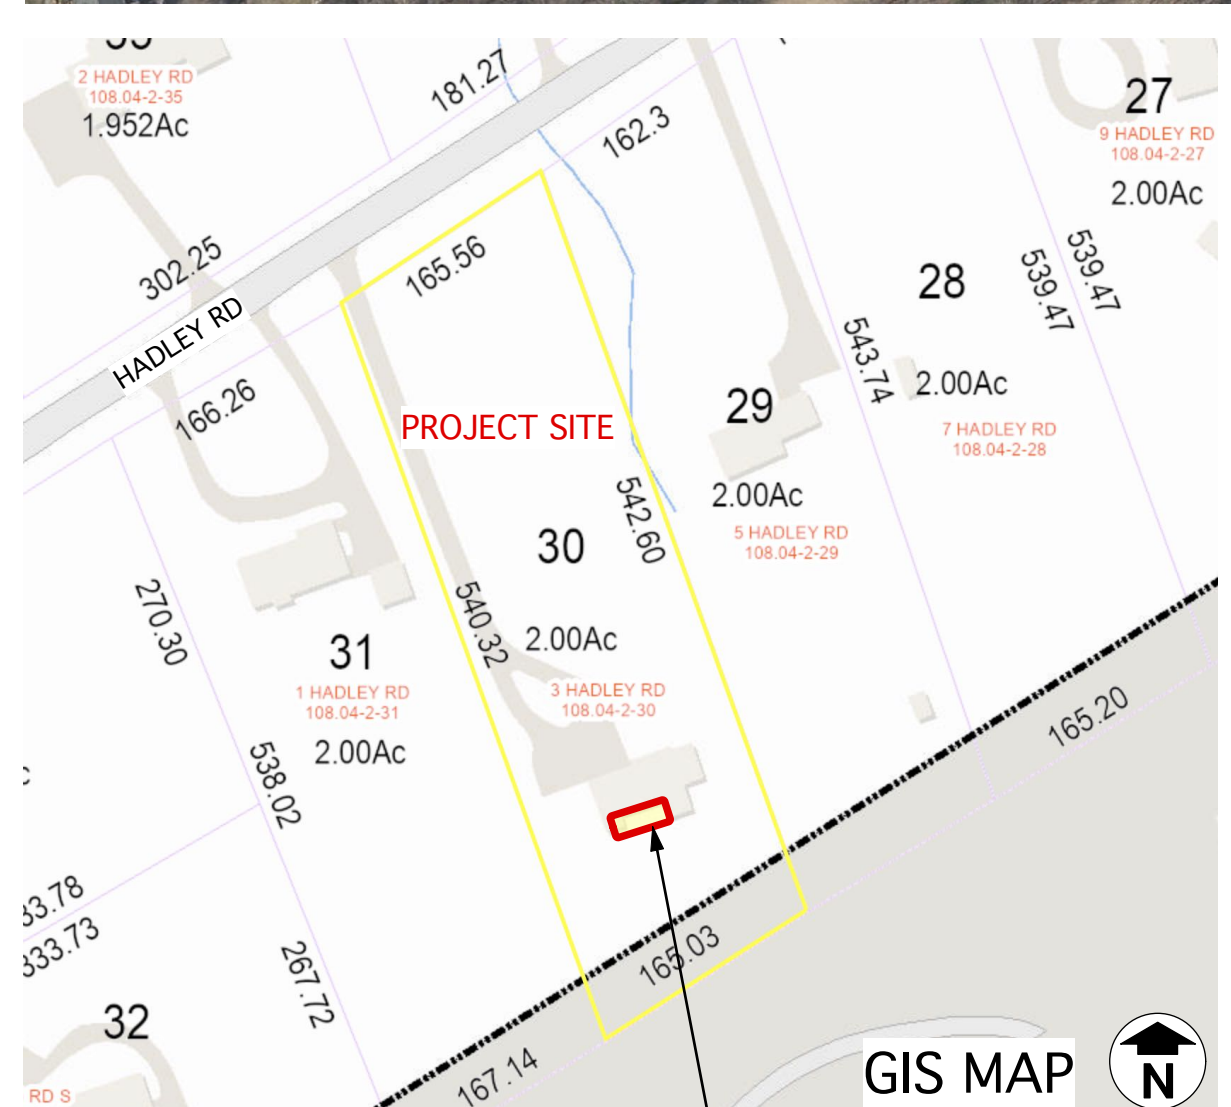 2 HADLEY RD
108.04-2-35
1.952Ac
181.27
162.3
27
9 HADLEY RD
108.04-2-27
2.00Ac
302.25
165.56
HADLEY RD
166.26
539.47
539.47
28
543.74
2.00Ac
7 HADLEY RD
108.04-2-28
29
2.00Ac
5 HADLEY RD
108.04-2-29
PROJECT SITE
542.60
30
540.32
2.00Ac
3 HADLEY RD
108.04-2-30
270.30
31
1 HADLEY RD
108.04-2-31
2.00Ac
538.02
165.20
165.03
33.78
333.73
267.72
32
RD S
167.14
GIS MAP
N